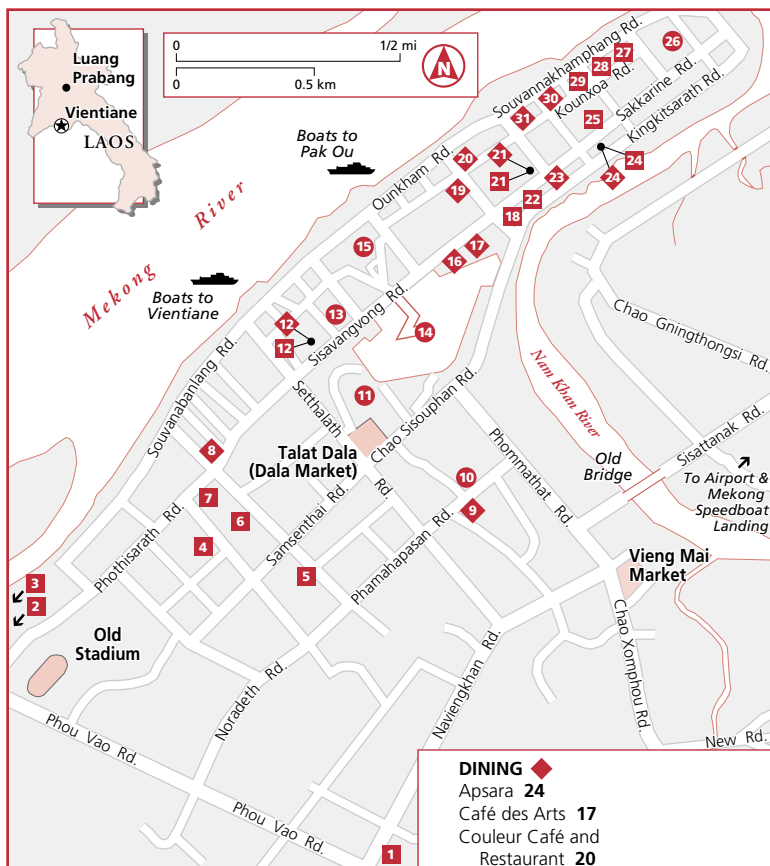 Luang
Prabang
Vientiane
LAOS
0
1/2 mi
0
0.5 km
N
Boats to
Pak Ou
Mekong River
Boats to
Vientiane
Souvannakhamphang Rd.
Kounxoa Rd.
Sakkarine Rd.
Kingkitsarath Rd.
Ounkham Rd.
Sisavangvong Rd.
Souvanabanlang Rd.
Setthalath Rd.
Chao Sisouphan Rd.
Talat Dala
(Dala Market)
Chao Gningthongsi Rd.
Nam Khan River
Sisattanak Rd.
Old
Bridge
To Airport &
Mekong
Speedboat
Landing
Phommathat Rd.
Phothisarath Rd.
Samsenthai Rd.
Phamahapasan Rd.
Vieng Mai
Market
Old
Stadium
Noradeth Rd.
Naviengkhan Rd.
Chao Xomphou Rd.
New Rd.
Phou Vao Rd.
Phou Vao Rd.
26
27
28
29
30
31
25
24
24
23
22
21
21
20
19
18
17
16
15
14
13
12
12
11
10
9
8
7
6
5
4
3
2
1
DINING
Apsara 24
Café des Arts 17
Couleur Café and
Restaurant 20